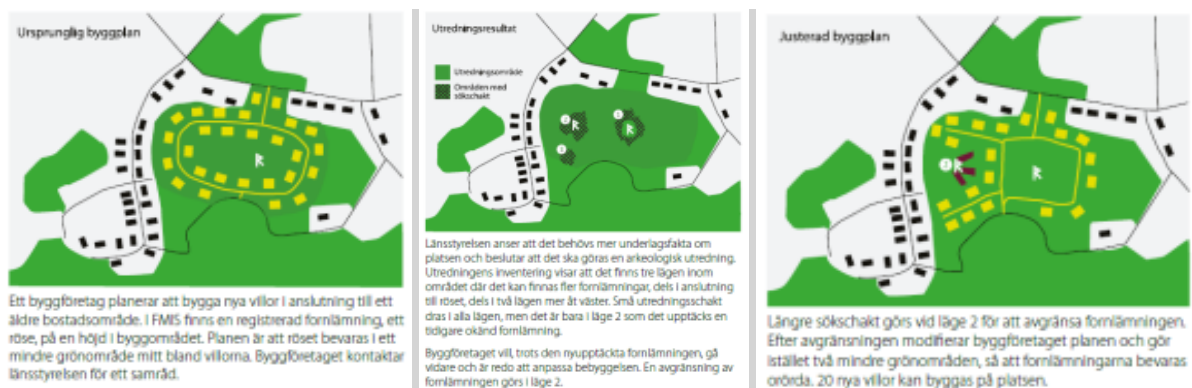 Ursprunglig byggplan
Ett byggföretag planerar att bygga nya villor i anslutning till ett
äldre bostadsområde. I FMIS finns en registrerad fornlämning, ett
röse, på en höjd i byggområdet. Planen är att röset bevaras i ett
mindre grönområde mitt bland villorna. Byggföretaget kontaktar
länsstyrelsen för ett samråd.
Utredningsresultat
Utredningsområde
Områden med
sökschakt
2
1
3
Länsstyrelsen anser att det behövs mer underlagsfakta om
platsen och beslutar att det ska göras en arkeologisk utredning.
Utredningens inventering visar att det finns tre lägen inom
området där det kan finnas fler fornlämningar, dels i anslutning
till röset, dels i två lägen mer åt väster. Små utredningsschakt
dras i alla lägen, men det är bara i läge 2 som det upptäcks en
tidigare okänd fornlämning.
Byggföretaget vill, trots den nyupptäckta fornlämningen, gå
vidare och är redo att anpassa bebyggelsen. En avgränsning av
fornlämningen görs i läge 2.
Justerad byggplan
2
Längre sökschakt görs vid läge 2 för att avgränsa fornlämningen.
Efter avgränsningen modifierar byggföretaget planen och gör
istället två mindre grönområden, så att fornlämningarna bevaras
orörda. 20 nya villor kan byggas på platsen.